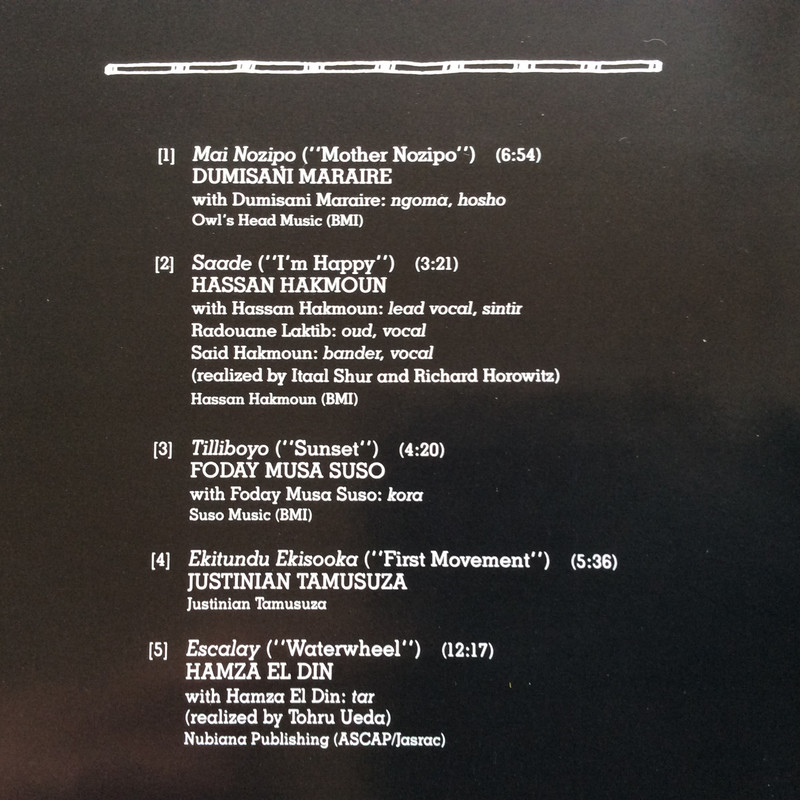 [1] Mai Nozipo (''Mother Nozipo'') (6:54)
DUMISANI MARAIRE
with Dumisani Maraire: ngoma, hosho
Owl's Head Music (BMI)
[2] Saade (''I'm Happy'') (3:21)
HASSAN HAKMOUN
with Hassan Hakmoun: lead vocal, sintir
Radouane Laktib: oud, vocal
Said Hakmoun: bander, vocal
(realized by Itaal Shur and Richard Horowitz)
Hassan Hakmoun (BMI)
[3] Tilliboyo (''Sunset'') (4:20)
FODAY MUSA SUSO
with Foday Musa Suso: kora
Suso Music (BMI)
[4] Ekitundu Ekisooka (''First Movement'') (5:36)
JUSTINIAN TAMUSUZA
Justinian Tamusuza
[5] Escalay (''Waterwheel'') (12:17)
HAMZA EL DIN
with Hamza El Din: tar
(realized by Tohru Ueda)
Nubiana Publishing (ASCAP/Jasrac)